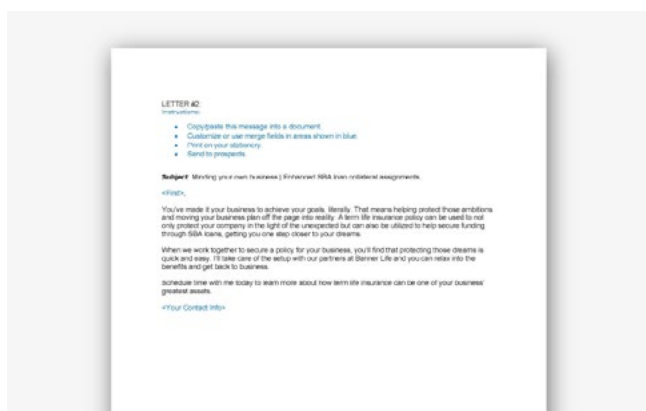 LETTER #2
Instructions:
• Copy/paste this message into a document.
• Customize or use merge fields in areas shown in blue.
• Print on your stationery.
• Send to prospects.
Subject: Minding your own business | Enhanced SBA loan collateral assignments.
<First>,
You've made it your business to achieve your goals, literally. That means helping protect those ambitions
and moving your business plan off the page into reality. A term life insurance policy can be used to not
only protect your company in the light of the unexpected but can also be utilized to help secure funding
through SBA loans, getting you one step closer to your dreams.
When we work together to secure a policy for your business, you'll find that protecting those dreams is
quick and easy. I'll take care of the setup with our partners at Banner Life and you can relax into the
benefits and get back to business.
Schedule time with me today to learn more about how term life insurance can be one of your business'
greatest assets.
<Your Contact Info>